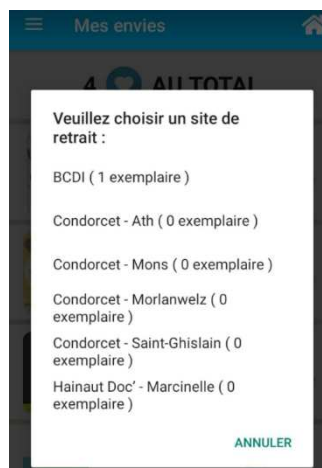 Mes envies
4 AU TOTAL
Veuillez choisir un site de
retrait :
BCDI ( 1 exemplaire )
Condorcet - Ath ( 0 exemplaire )
Condorcet - Mons ( 0 exemplaire )
Condorcet - Morlanwelz ( 0
exemplaire )
Condorcet - Saint-Ghislain ( 0
exemplaire )
Hainaut Doc’ - Marcinelle ( 0
exemplaire )
ANNULER